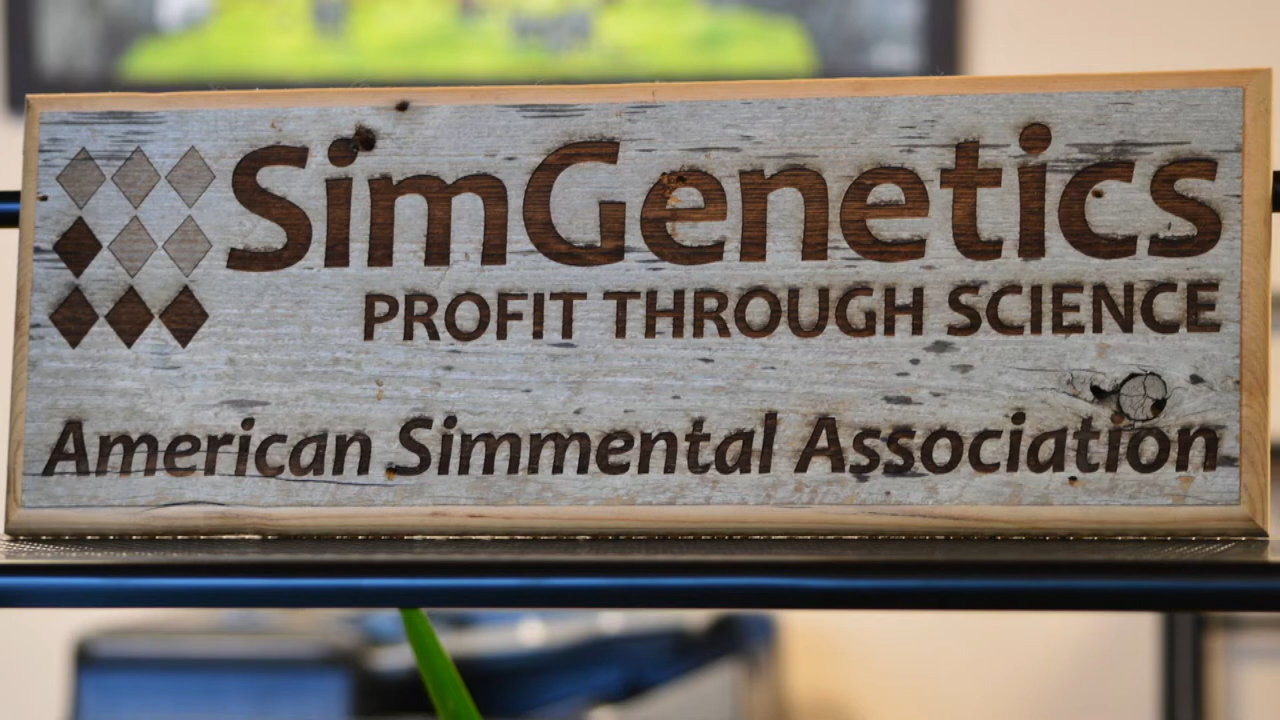 SimGenetics
PROFIT THROUGH SCIENCE
American Simmental Association